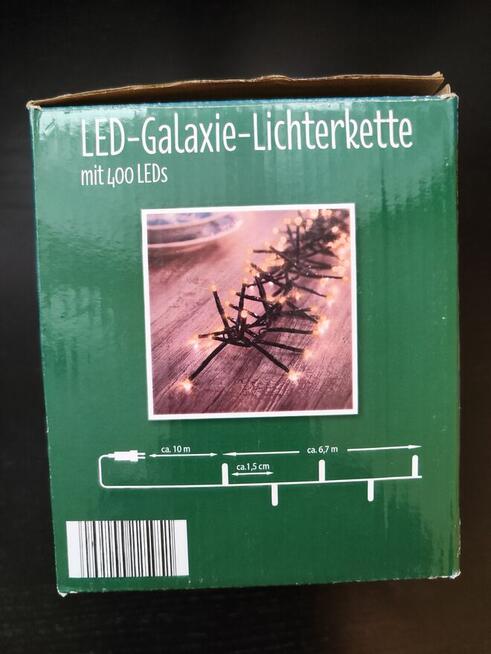 LED-Galaxie-Lichterkette
mit 400 LEDs
ca. 10 m
ca. 6,7 m
ca.1,5 cm